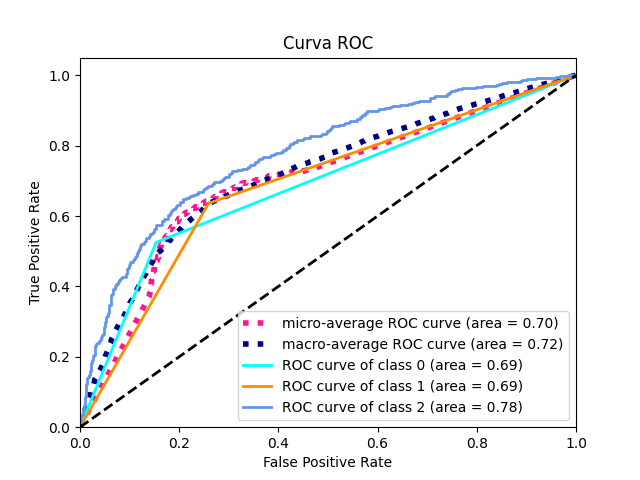 Curva ROC
True Positive Rate
1.0
0.8
0.6
0.4
0.2
0.0
micro-average ROC curve (area = 0.70)
macro-average ROC curve (area = 0.72)
ROC curve of class 0 (area = 0.69)
ROC curve of class 1 (area = 0.69)
ROC curve of class 2 (area = 0.78)
0.0 0.2 0.4 0.6 0.8 1.0
False Positive Rate